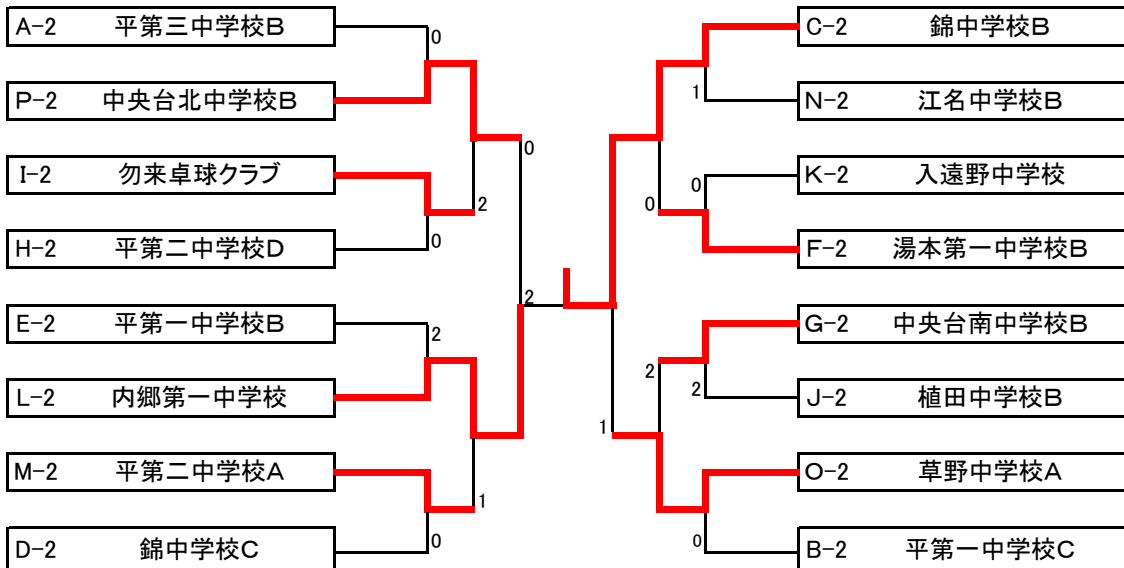 A-2 平第三中学校B
0
P-2 中央台北中学校B
0
I-2 勿来卓球クラブ
2
H-2 平第二中学校D
0
E-2 平第一中学校B
2
2
L-2 内郷第一中学校
M-2 平第二中学校A
1
D-2 錦中学校C
0
C-2 錦中学校B
1
N-2 江名中学校B
K-2 入遠野中学校
0
0
F-2 湯本第一中学校B
G-2 中央台南中学校B
2
2
J-2 植田中学校B
1
O-2 草野中学校A
0
B-2 平第一中学校C